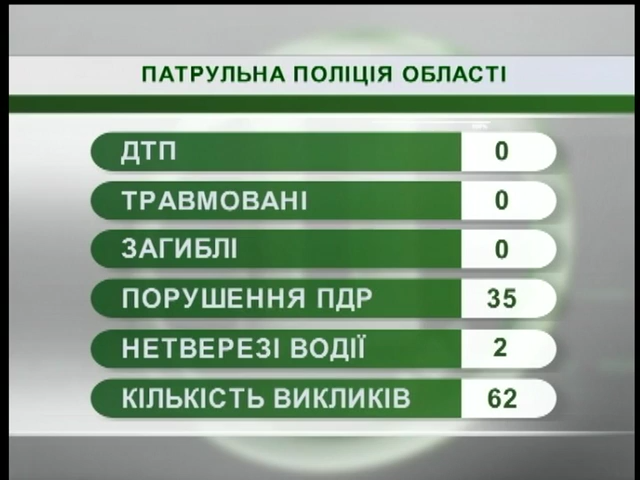 ПАТРУЛЬНА ПОЛІЦІЯ ОБЛАСТІ
ДТП 0
ТРАВМОВАНІ 0
ЗАГИБЛІ 0
ПОРУШЕННЯ ПДР 35
НЕТВЕРЕЗІ ВОДІЇ 2
КІЛЬКІСТЬ ВИКЛИКІВ 62